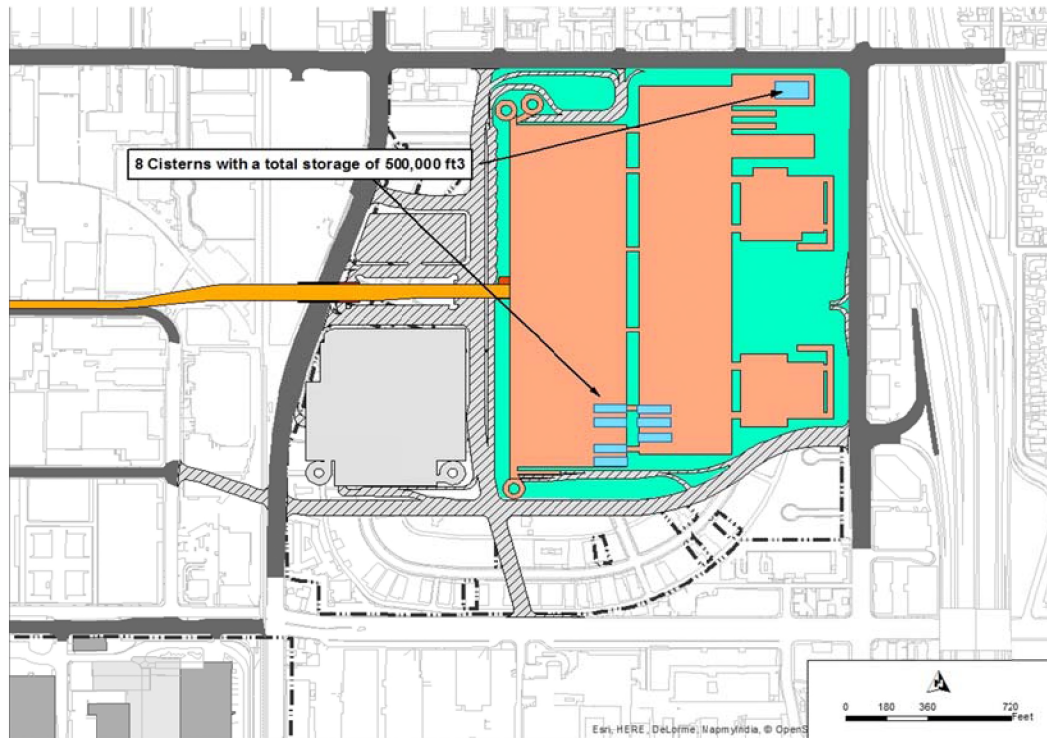 8 Cisterns with a total storage of 500,000 ft3
0 180 360 720
Feet
Esri, HERE, DeLorme, MapmyIndia, © OpenS